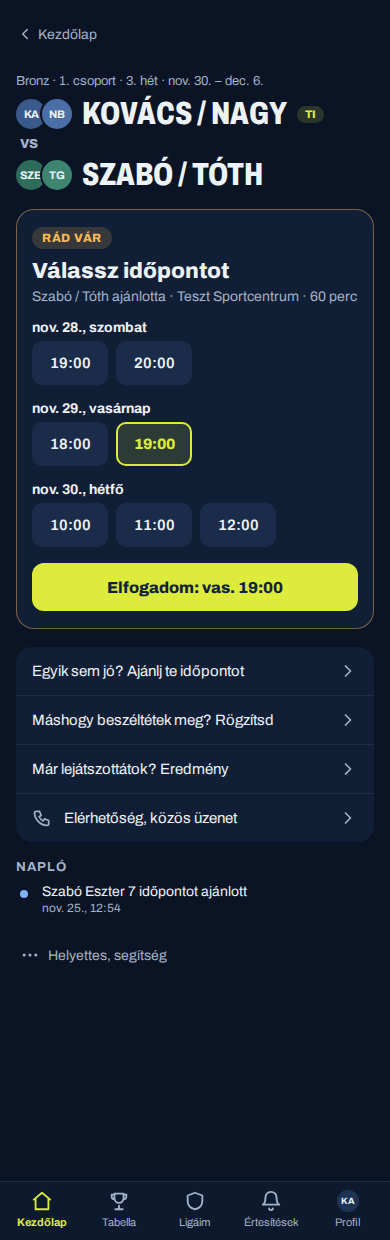 Kezdőlap
Bronz · 1. csoport · 3. hét · nov. 30. – dec. 6.
KA NB KOVÁCS / NAGY TI
VS
SZE TG SZABÓ / TÓTH
RÁD VÁR
Válassz időpontot
Szabó / Tóth ajánlotta · Teszt Sportcentrum · 60 perc
nov. 28., szombat
19:00 20:00
nov. 29., vasárnap
18:00 19:00
nov. 30., hétfő
10:00 11:00 12:00
Elfogadom: vas. 19:00
Egyik sem jó? Ajánlj te időpontot
Máshogy beszéltétek meg? Rögzítsd
Már lejátszottátok? Eredmény
Elérhetőség, közös üzenet
NAPLÓ
Szabó Eszter 7 időpontot ajánlott
nov. 25., 12:54
Helyettes, segítség
KA
Kezdőlap Tabella Ligáim Értesítések Profil